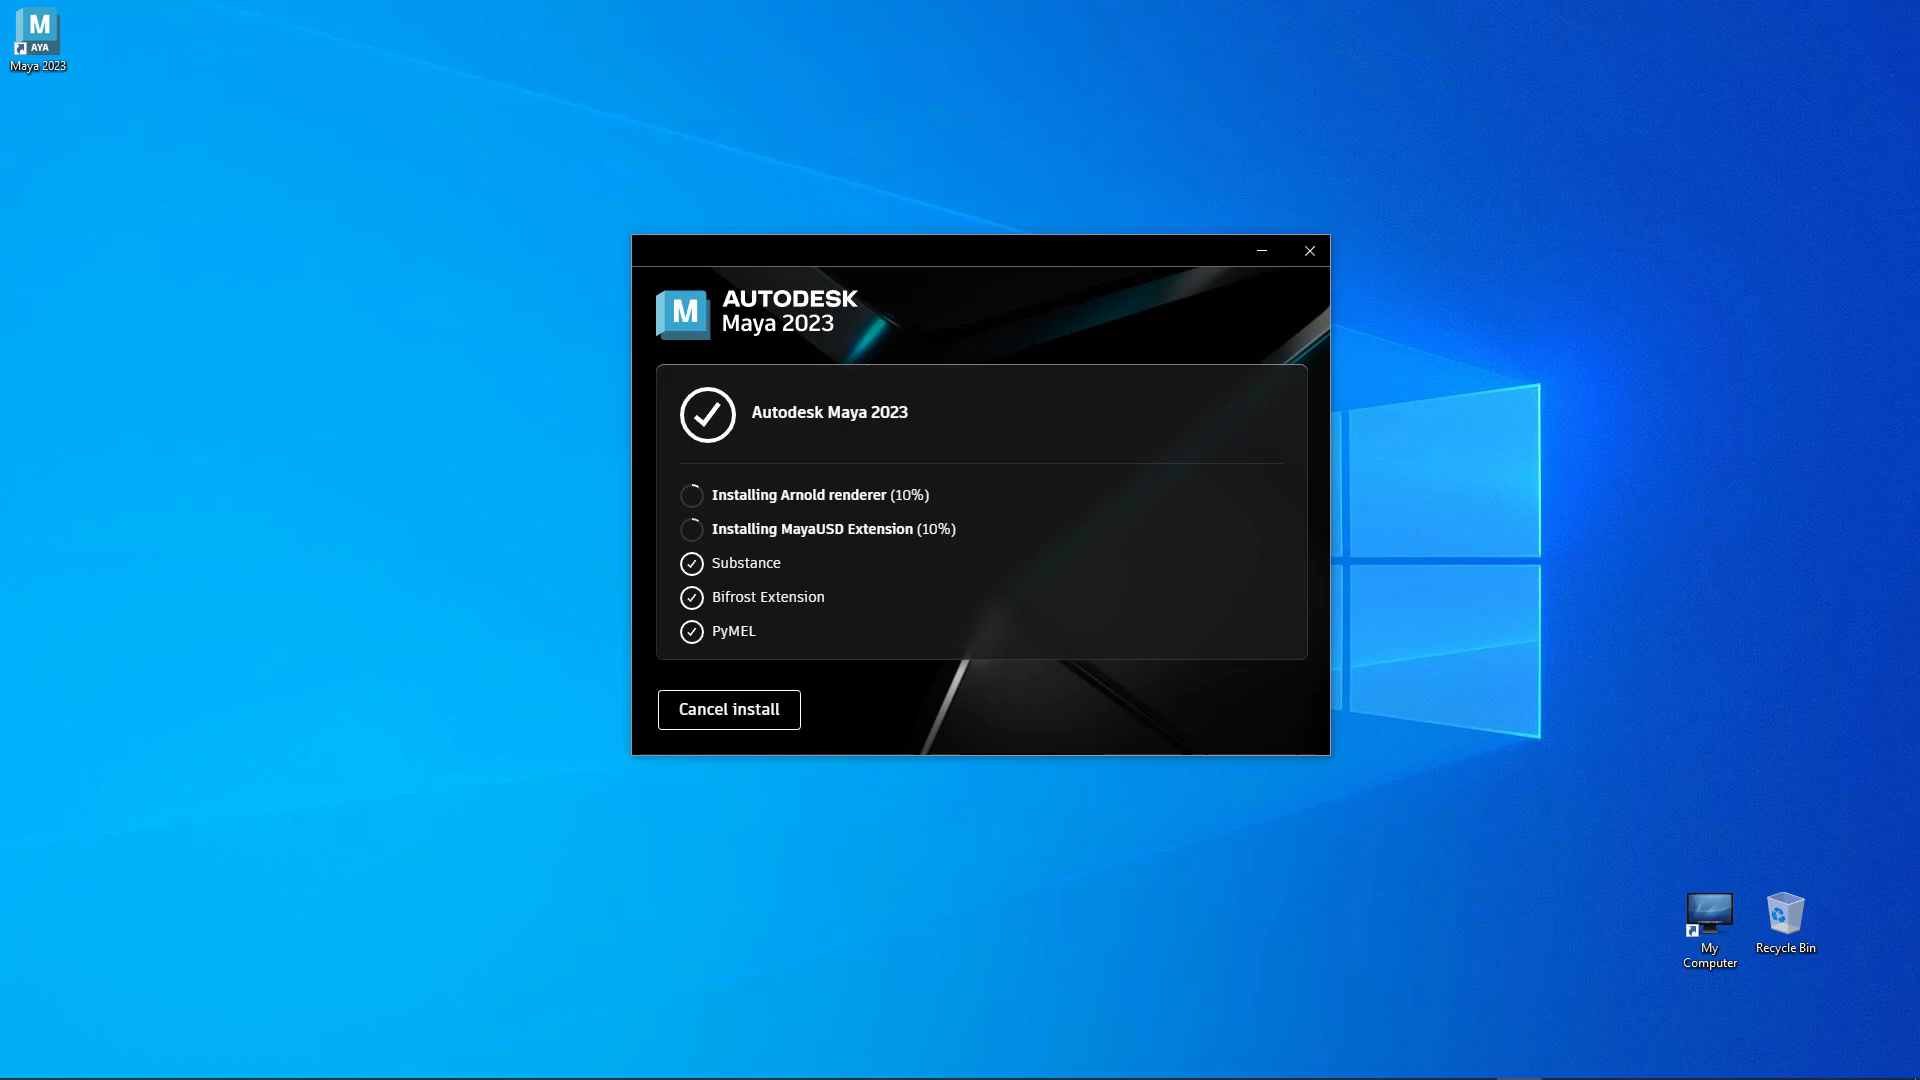 M
AYA
Maya 2023
M
AUTODESK
Maya 2023
Autodesk Maya 2023
Installing Arnold renderer (10%)
Installing MayaUSD Extension (10%)
Substance
Bifrost Extension
PyMEL
Cancel install
My
Computer
Recycle Bin